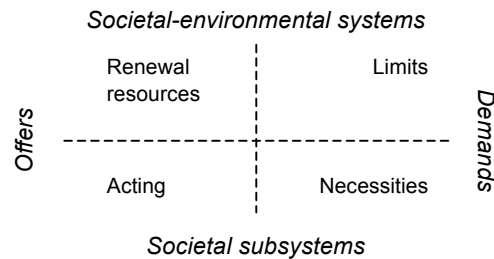 Societal-environmental systems
Renewal
resources
Limits
Offers
Demands
Acting
Necessities
Societal subsystems